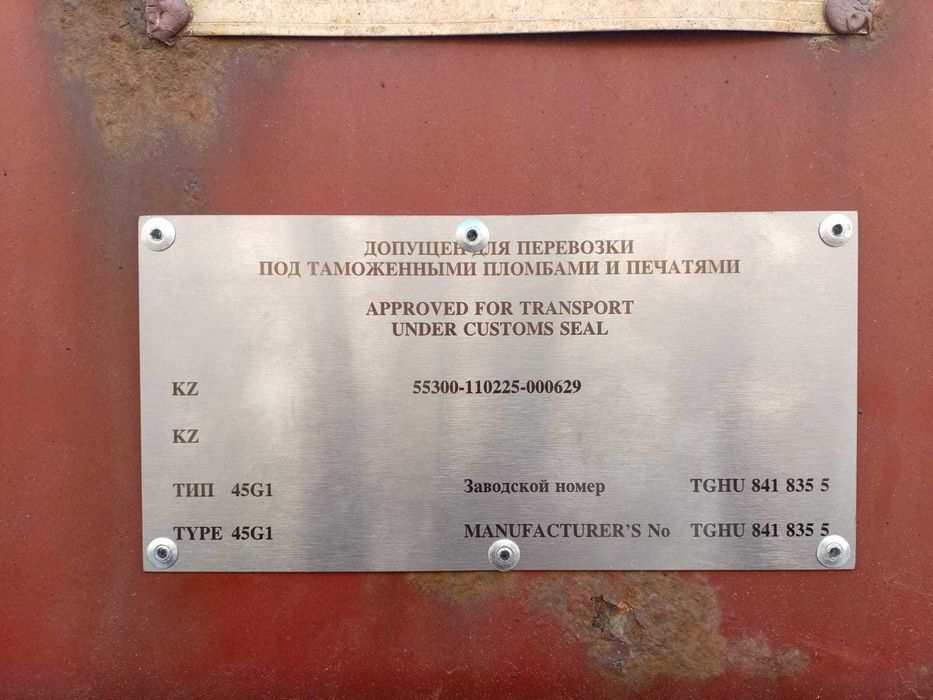 ДОПУЩЕН ДЛЯ ПЕРЕВОЗКИ
ПОД ТАМОЖЕННЫМИ ПЛОМБАМИ И ПЕЧАТЯМИ
APPROVED FOR TRANSPORT
UNDER CUSTOMS SEAL
KZ 55300-110225-000629
KZ
ТИП 45G1 Заводской номер TGHU 841 835 5
TYPE 45G1 MANUFACTURER'S No TGHU 841 835 5